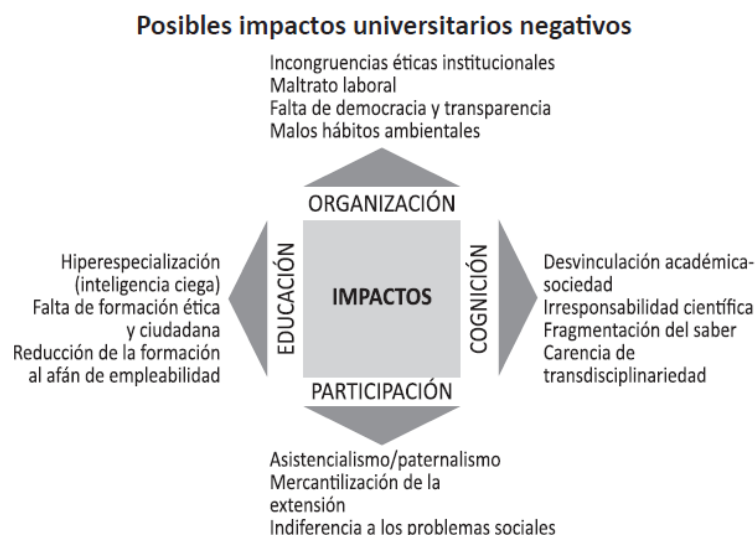 Posibles impactos universitarios negativos
Incongruencias éticas institucionales
Maltrato laboral
Falta de democracia y transparencia
Malos hábitos ambientales
ORGANIZACIÓN
Hiperespecialización
(inteligencia ciega)
Falta de formación ética
y ciudadana
Reducción de la formación
al afán de empleabilidad
EDUCACIÓN
IMPACTOS
COGNICIÓN
Desvinculación académica-
sociedad
Irresponsabilidad científica
Fragmentación del saber
Carencia de
transdisciplinariedad
PARTICIPACIÓN
Asistencialismo/paternalismo
Mercantilización de la
extensión
Indiferencia a los problemas sociales